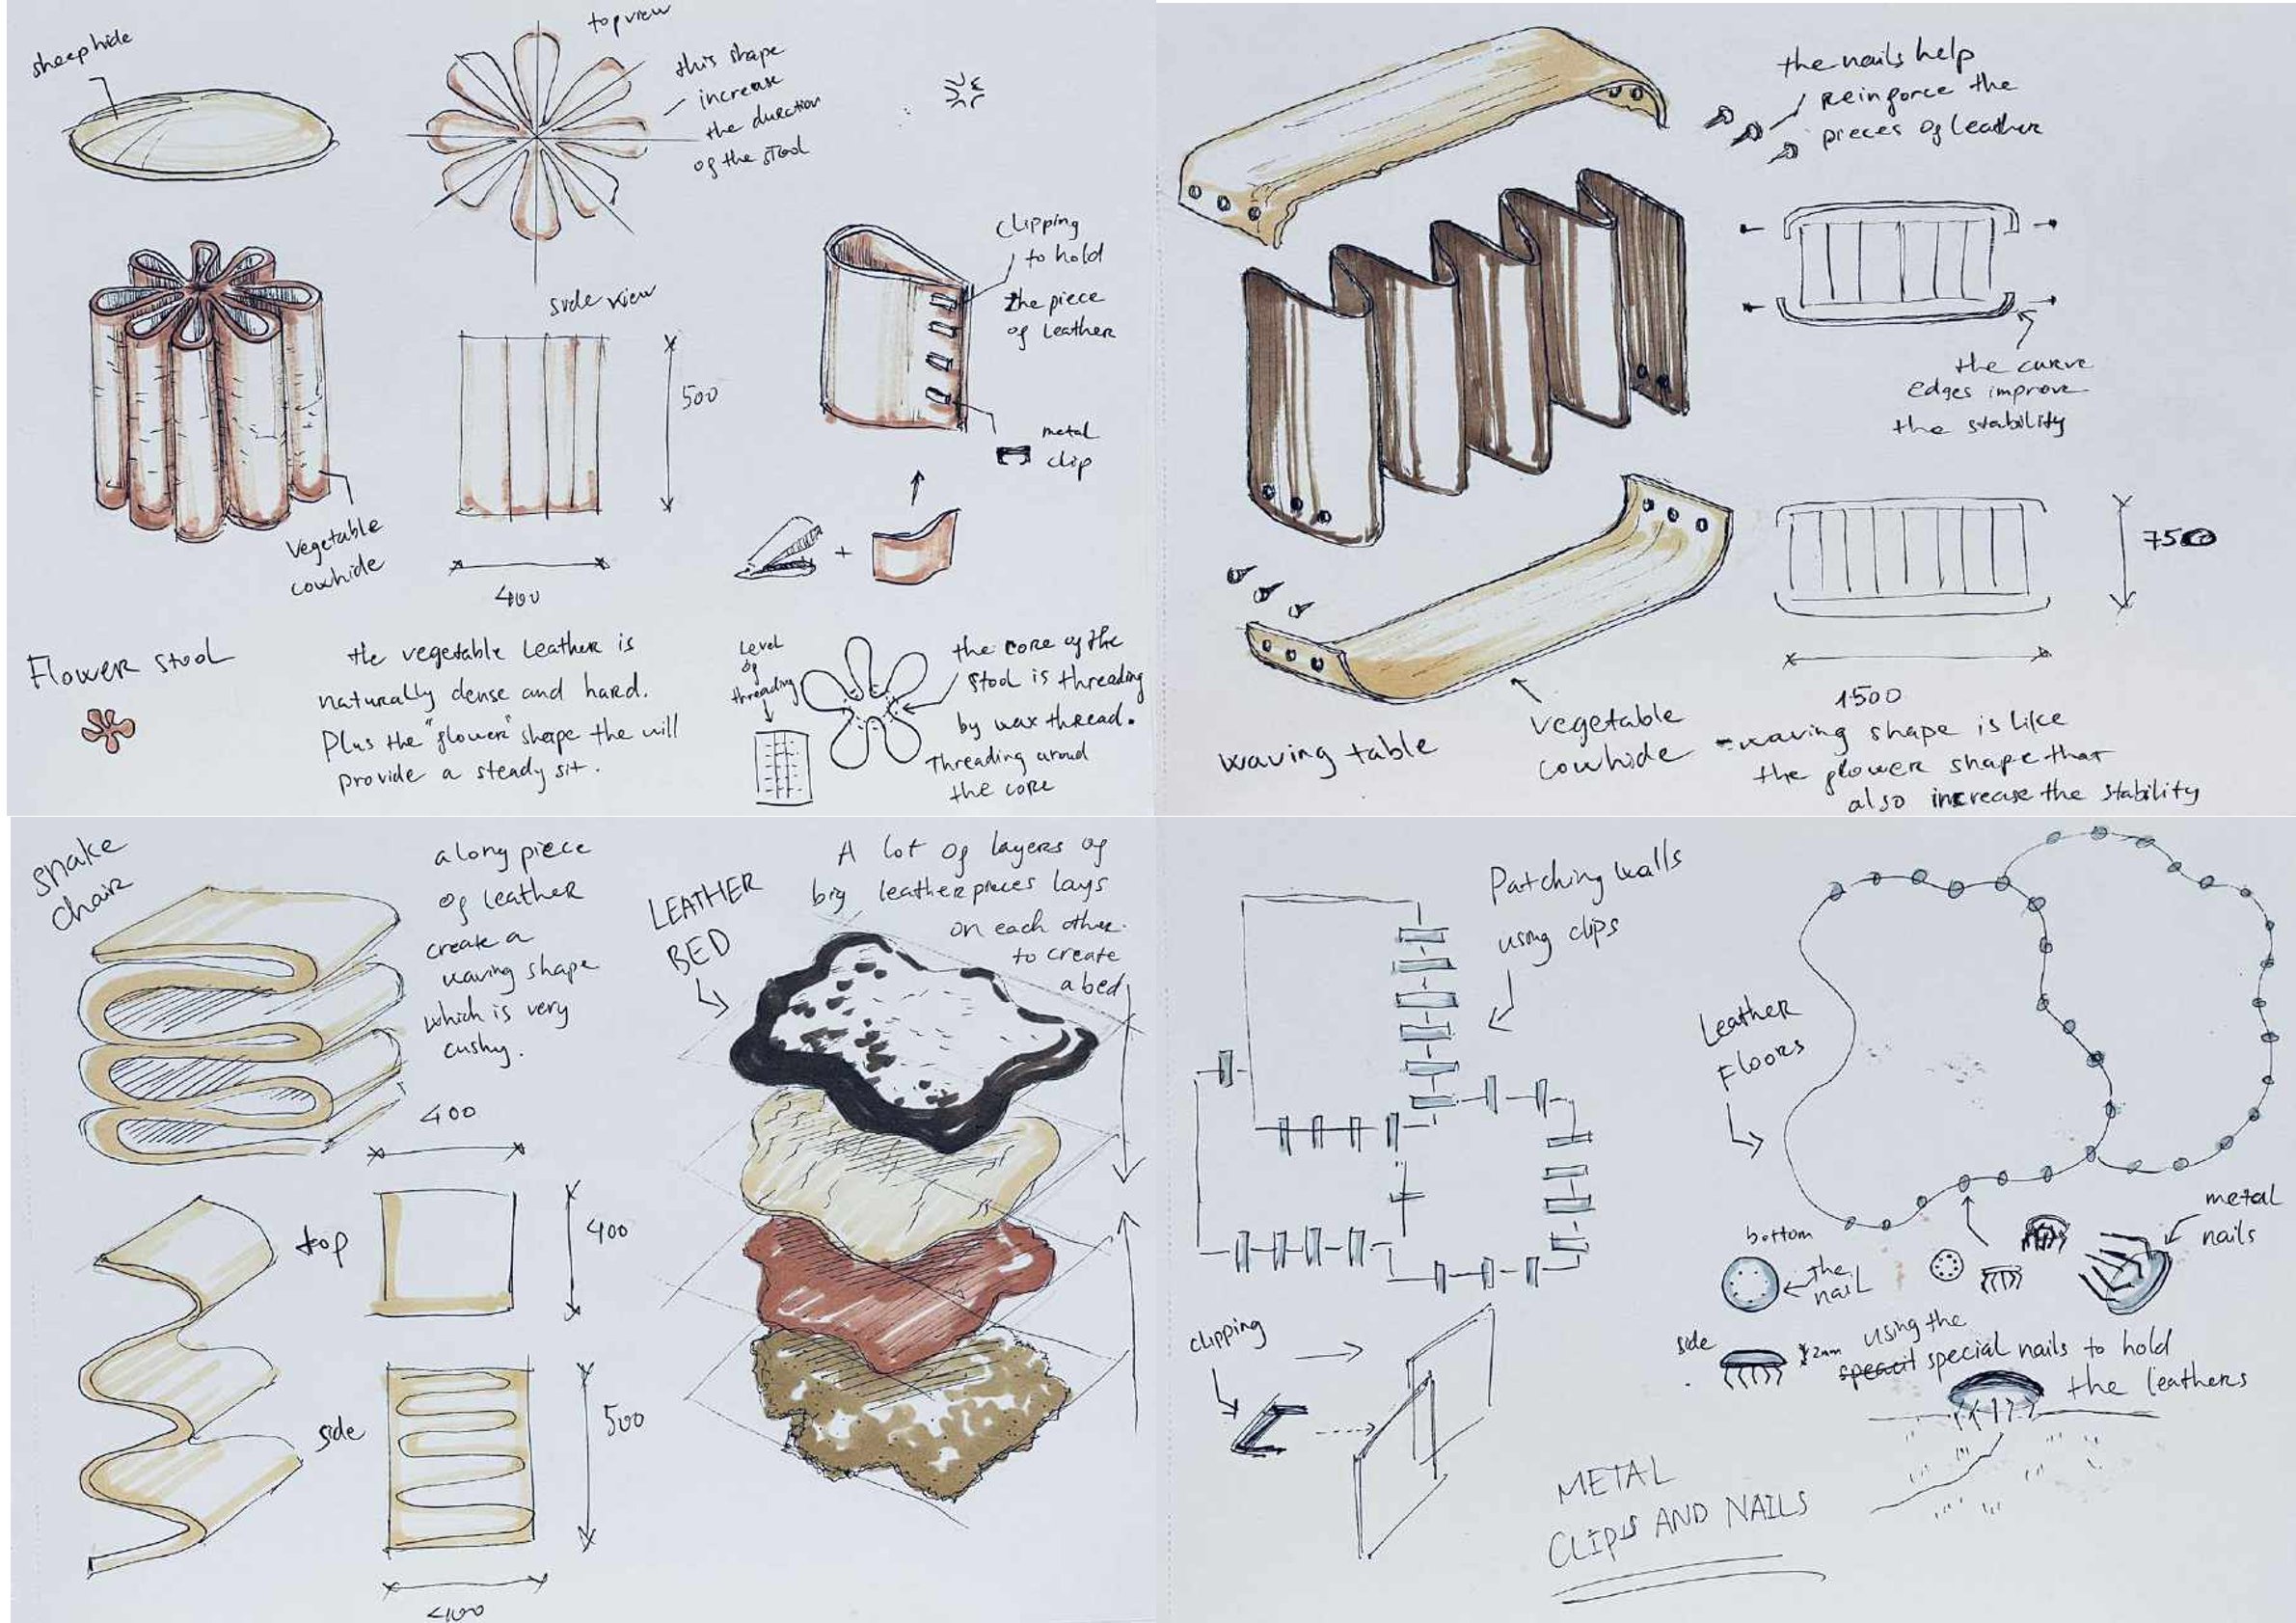 sheephide
top view
this shape
increase
the duration
of the stool
clipping
to hold
the piece
of leather
side view
500
metal
clip
Vegetable
cowhide
400
Flower stool
the vegetable leather is
naturally dense and hard.
Plus the "flower" shape the will
provide a steady sit.
Level
of
threading
the core of the
stool is threading
by wax thread.
Threading around
the core
the nails help
reinforce the
pieces of leather
the curve
edges improve
the stability
1500
waving table
vegetable
cowhide
- waving shape is like
the flower shape that
also increase the stability
snake
chair
a long piece
of leather
create a
waving shape
which is very
cushy.
400
top
400
side
500
400
LEATHER
BED
A lot of layers of
big leather pieces lays
on each other
to create
a bed
Patching walls
using clips
Leather
Floors
metal
nails
bottom
the
nail
side
2mm
using the
special nails to hold
the leathers
clipping
METAL
CLIPS AND NAILS